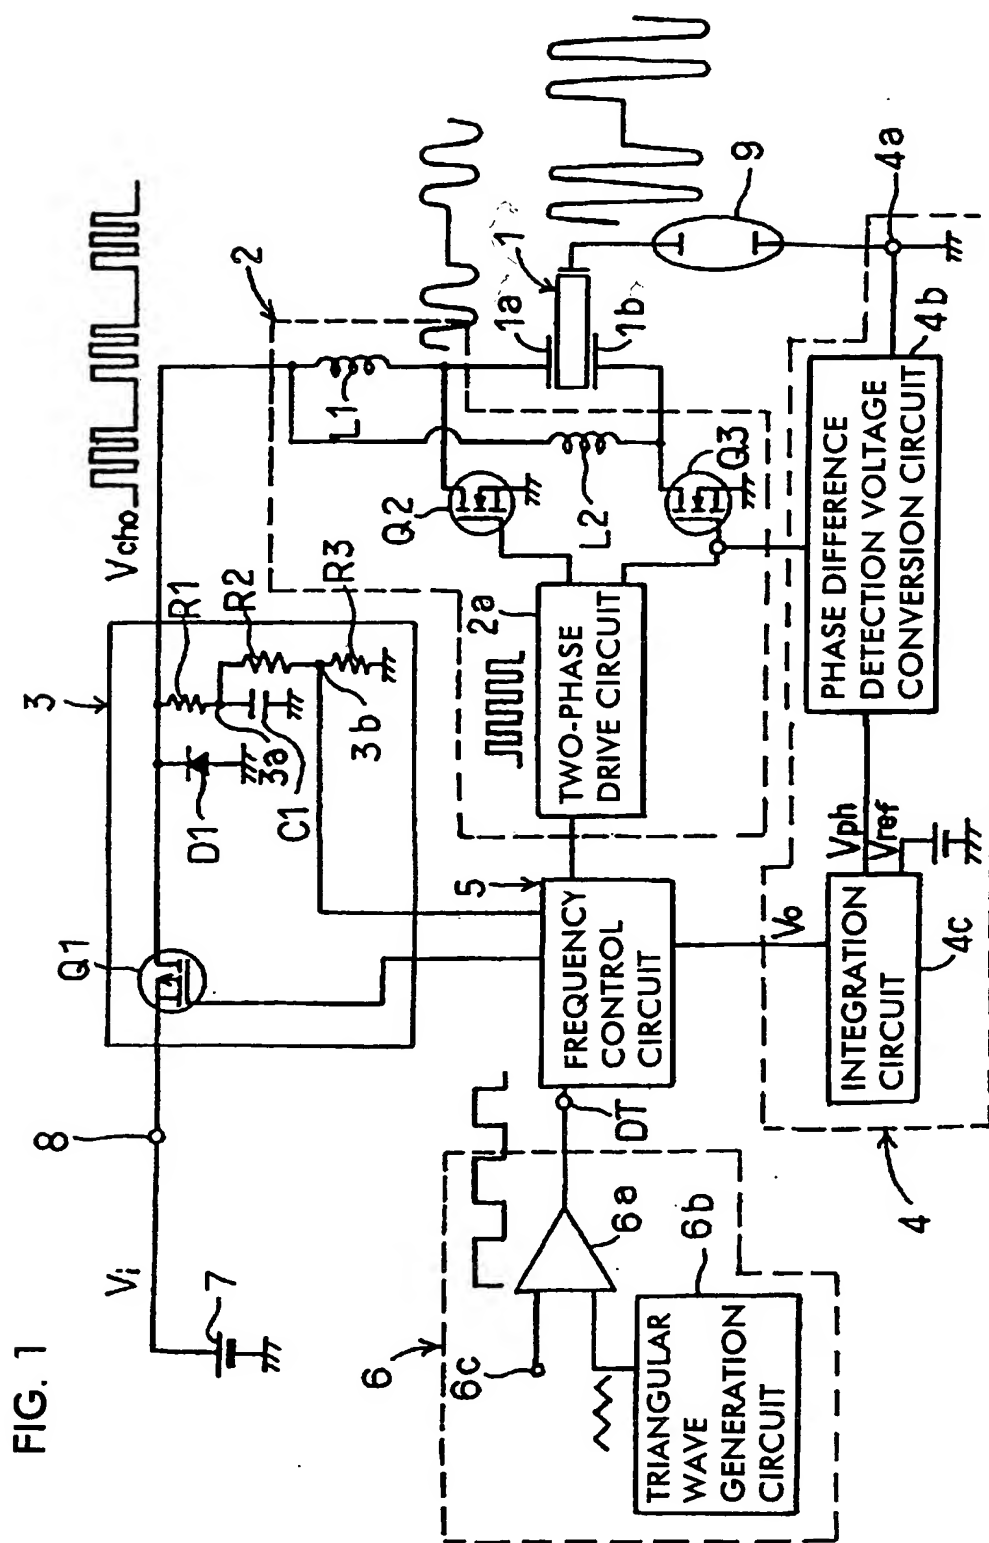 FIG. 1
Vi
7
8
3
Q1
D1
R1
3a
C1
R2
3b
R3
Vcho
2
L1
L2
Q2
Q3
1a
1
1b
9
2a
TWO-PHASE
DRIVE CIRCUIT
5
FREQUENCY
CONTROL
CIRCUIT
DT
6
6c
6a
6b
TRIANGULAR
WAVE
GENERATION
CIRCUIT
Vo
Vph
Vref
INTEGRATION
CIRCUIT
4c
4
4a
4b
PHASE DIFFERENCE
DETECTION VOLTAGE
CONVERSION CIRCUIT